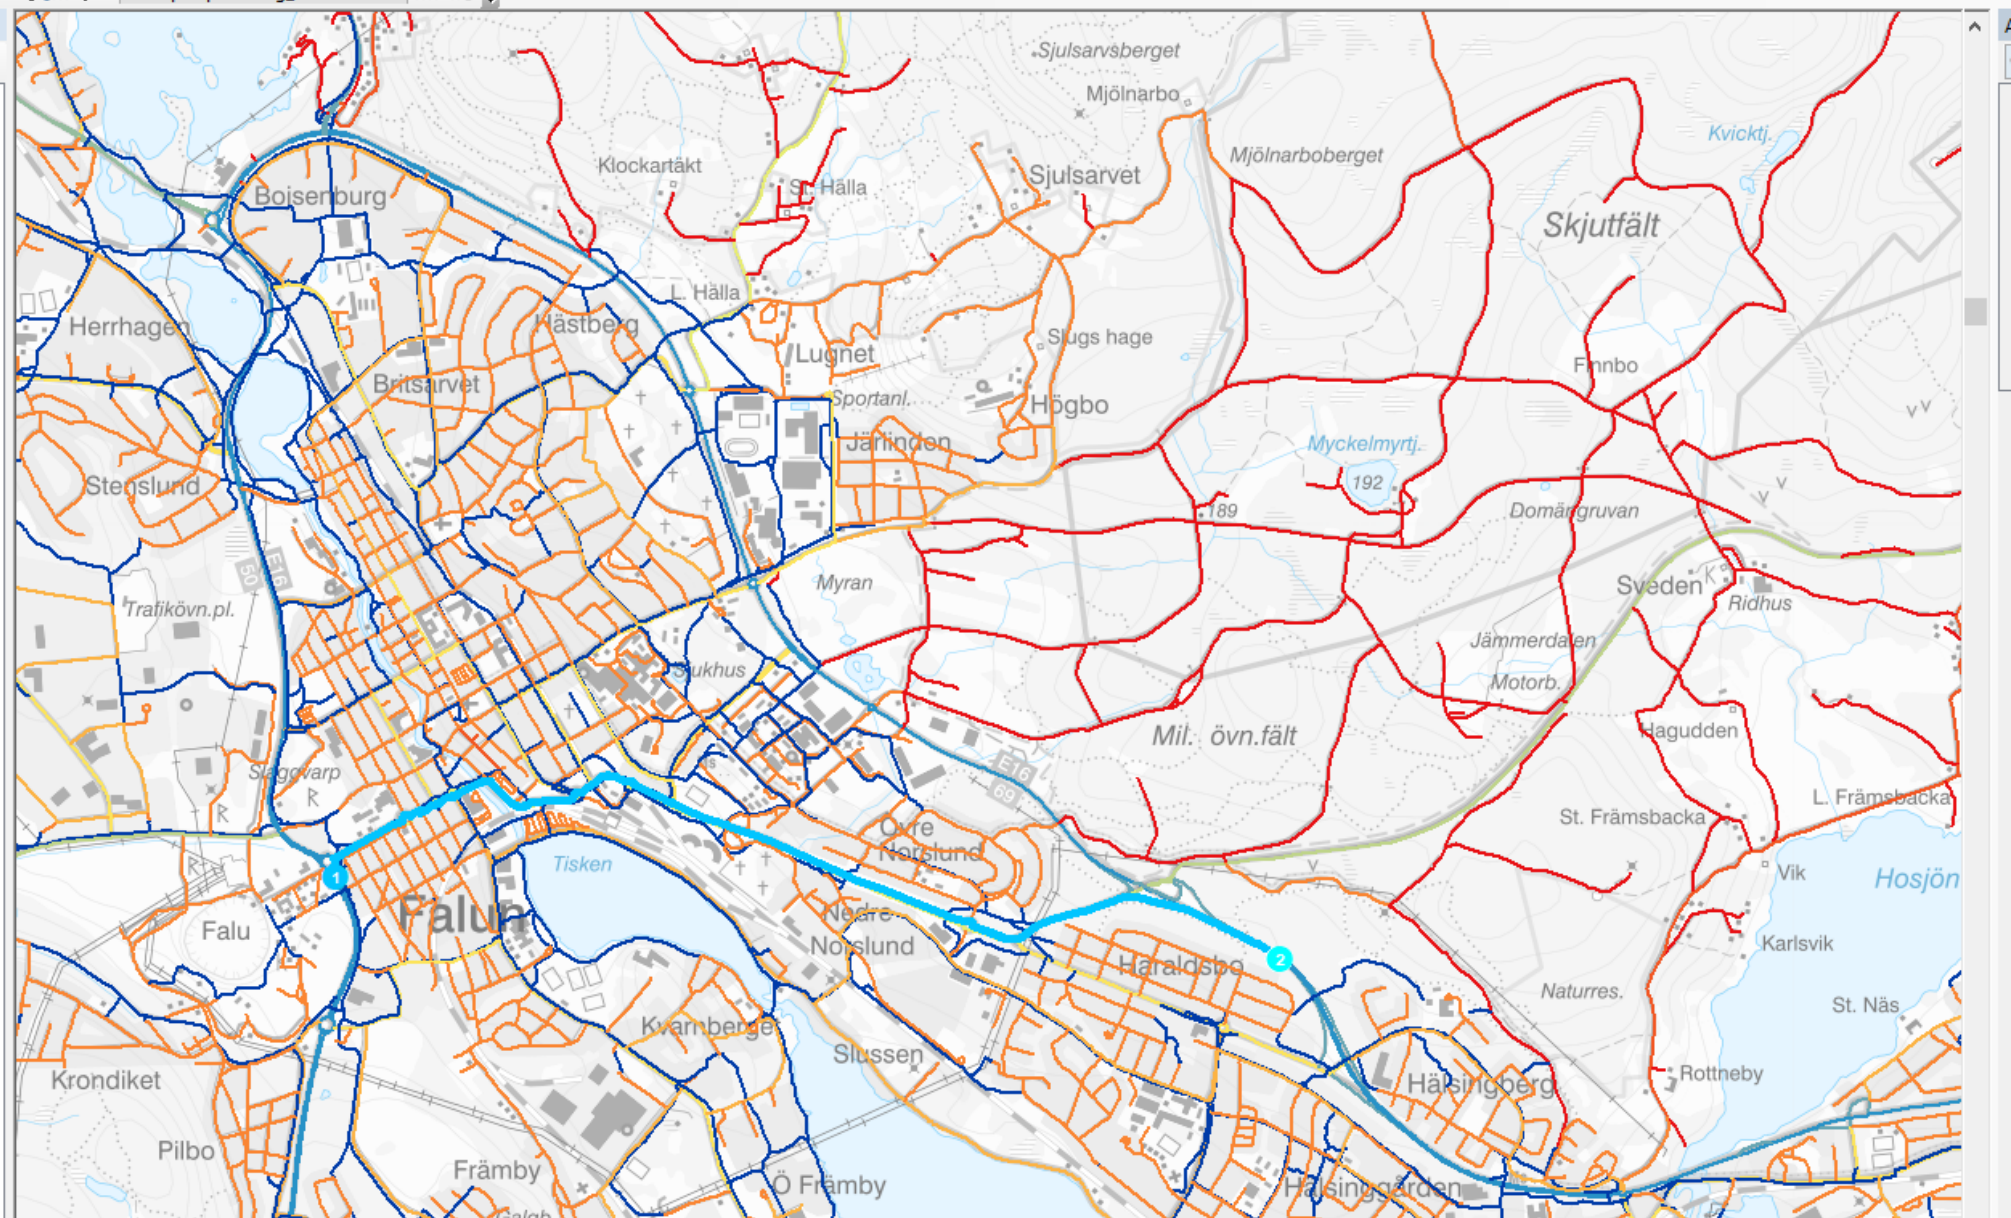 Sjulsarvsberget
Mjölnarbo
Kvicktj.
Mjölnarboberget
Klockartäkt
Sjulsarvet
St. Hälla
Boisenburg
Skjutfält
L. Hälla
Herrhagen
Hästberg
Slugs hage
Lugnet
Finnbo
Britsarvet
Sportanl.
Högbo
Järlinden
Myckelmyrtj.
Stenslund
192
189
Domängruvan
E16
50
Myran
Sveden
K
Ridhus
Trafikövn.pl.
Jämmerdalen
Sjukhus
Motorb.
Mil. övn.fält
Hagudden
Slaggvarp
R
E16
69
L. Främsbacka
St. Främsbacka
Övre
Norslund
Tisken
R
1
Vik
Hosjön
Falun
Nedre
Norslund
Falu
Karlsvik
Haraldsbo
2
Naturres.
St. Näs
Kvarnberget
Slussen
Krondiket
Hälsingberg
Rottneby
Pilbo
Främby
Ö Främby
Hälsinggården